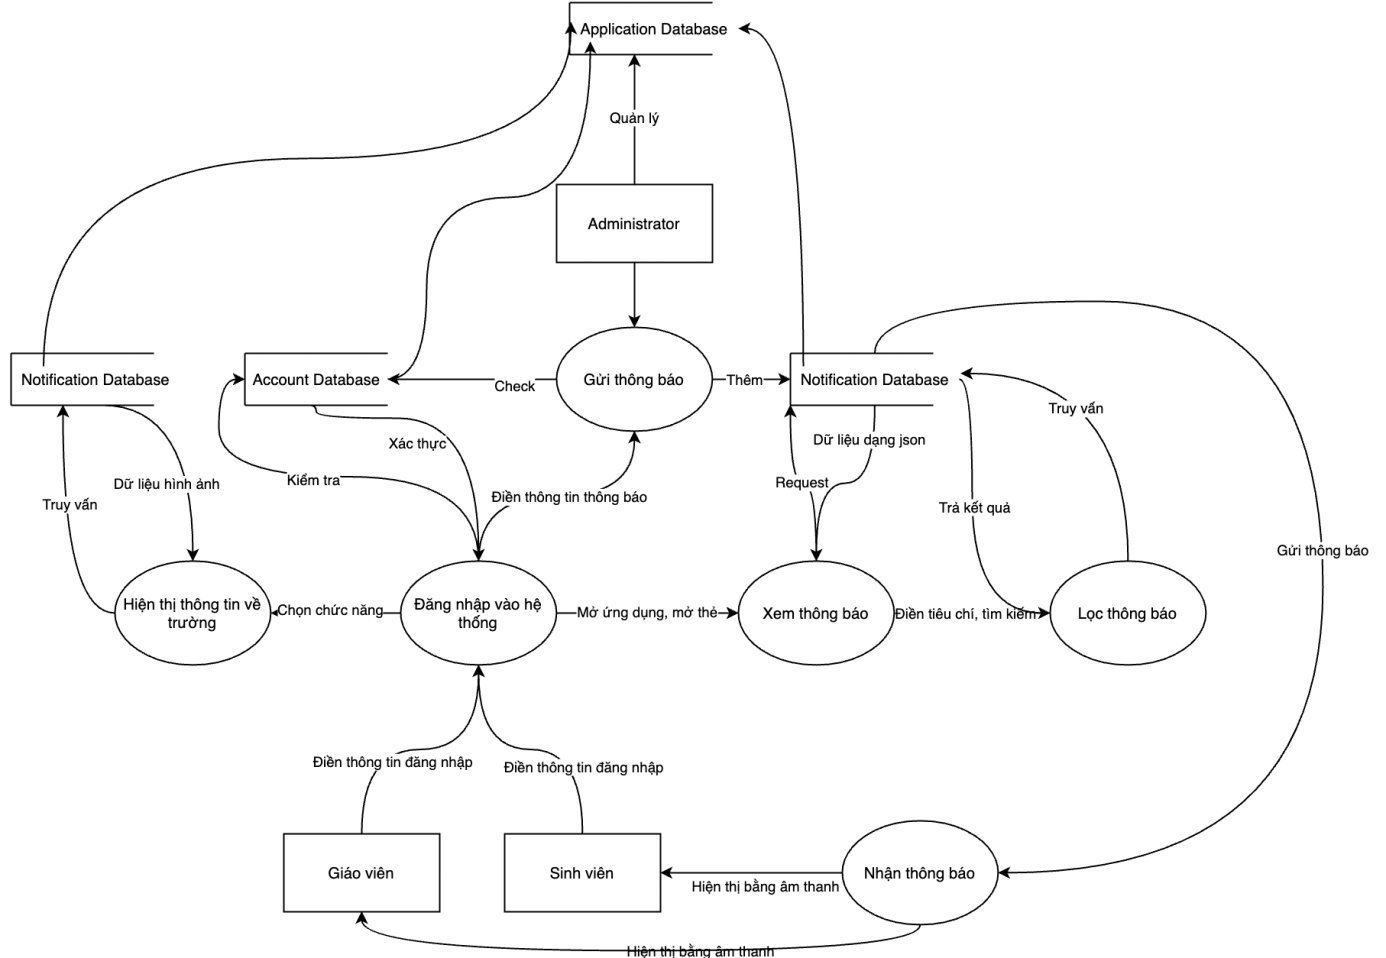 Application Database
Quản lý
Administrator
Notification Database
Account Database
Check
Gửi thông báo
Thêm
Notification Database
Truy vấn
Dữ liệu dạng json
Xác thực
Kiểm tra
Dữ liệu hình ảnh
Request
Điền thông tin thông báo
Truy vấn
Trả kết quả
Gửi thông báo
Hiện thị thông tin về
trường
Chọn chức năng
Đăng nhập vào hệ
thống
Mở ứng dụng, mở thẻ
Xem thông báo
Điền tiêu chí, tìm kiếm
Lọc thông báo
Điền thông tin đăng nhập
Điền thông tin đăng nhập
Giáo viên
Sinh viên
Hiện thị bằng âm thanh
Nhận thông báo
Hiện thị bằng âm thanh